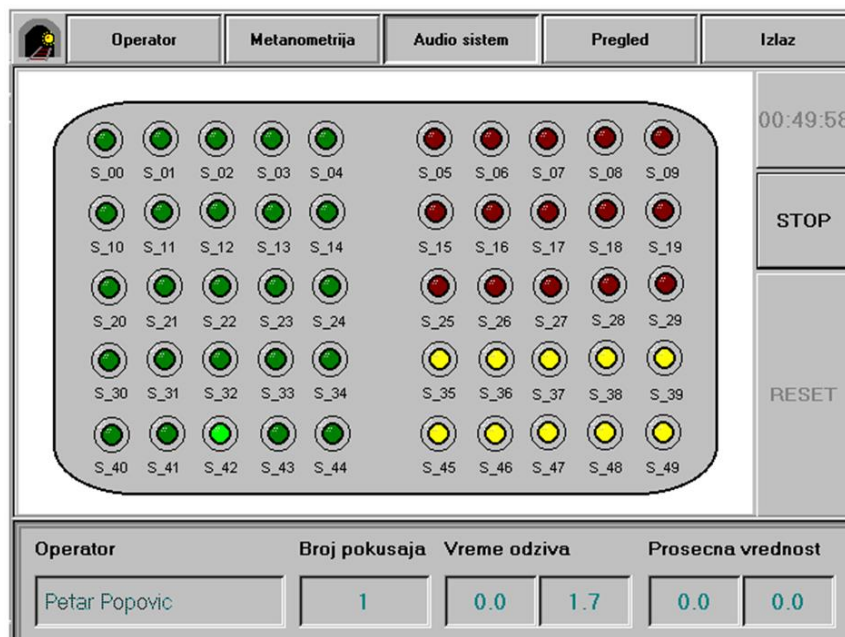 Operator Metanometrija Audio sistem Pregled Izlaz
00:49:58
S_00 S_01 S_02 S_03 S_04 S_05 S_06 S_07 S_08 S_09
STOP
S_10 S_11 S_12 S_13 S_14 S_15 S_16 S_17 S_18 S_19
S_20 S_21 S_22 S_23 S_24 S_25 S_26 S_27 S_28 S_29
S_30 S_31 S_32 S_33 S_34 S_35 S_36 S_37 S_38 S_39
RESET
S_40 S_41 S_42 S_43 S_44 S_45 S_46 S_47 S_48 S_49
Operator Broj pokusaja Vreme odziva Prosecna vrednost
Petar Popovic 1 0.0 1.7 0.0 0.0